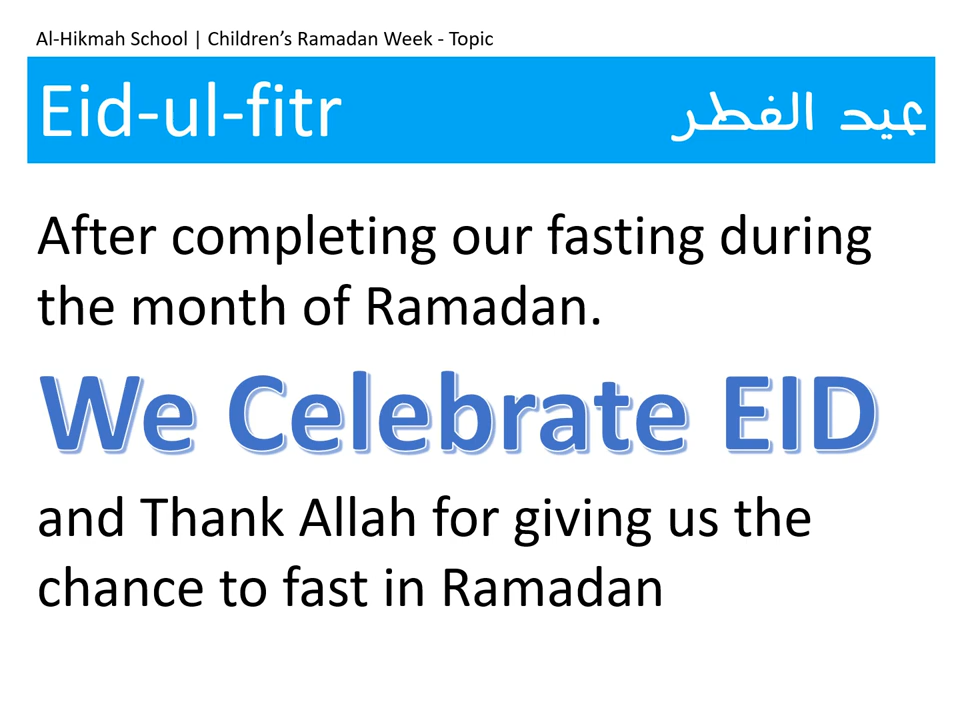 Al-Hikmah School | Children’s Ramadan Week - Topic
Eid-ul-fitr عيد الفطر
After completing our fasting during
the month of Ramadan.
We Celebrate EID
and Thank Allah for giving us the
chance to fast in Ramadan